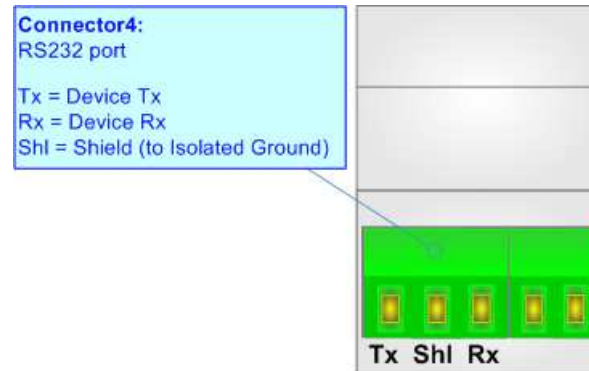 Connector4:
RS232 port
Tx = Device Tx
Rx = Device Rx
Shl = Shield (to Isolated Ground)
Tx Shl Rx